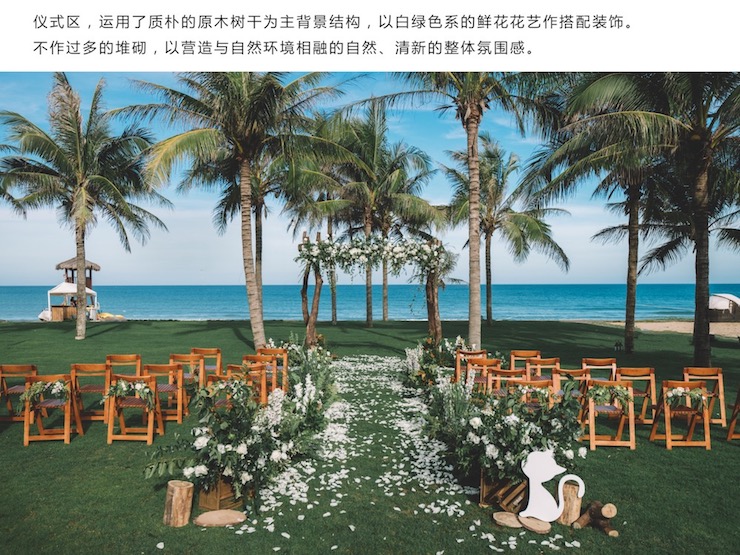 仪式区，运用了质朴的原木树干为主背景结构，以白绿色系的鲜花花艺作搭配装饰。
不作过多的堆砌，以营造与自然环境相融的自然、清新的整体氛围感。